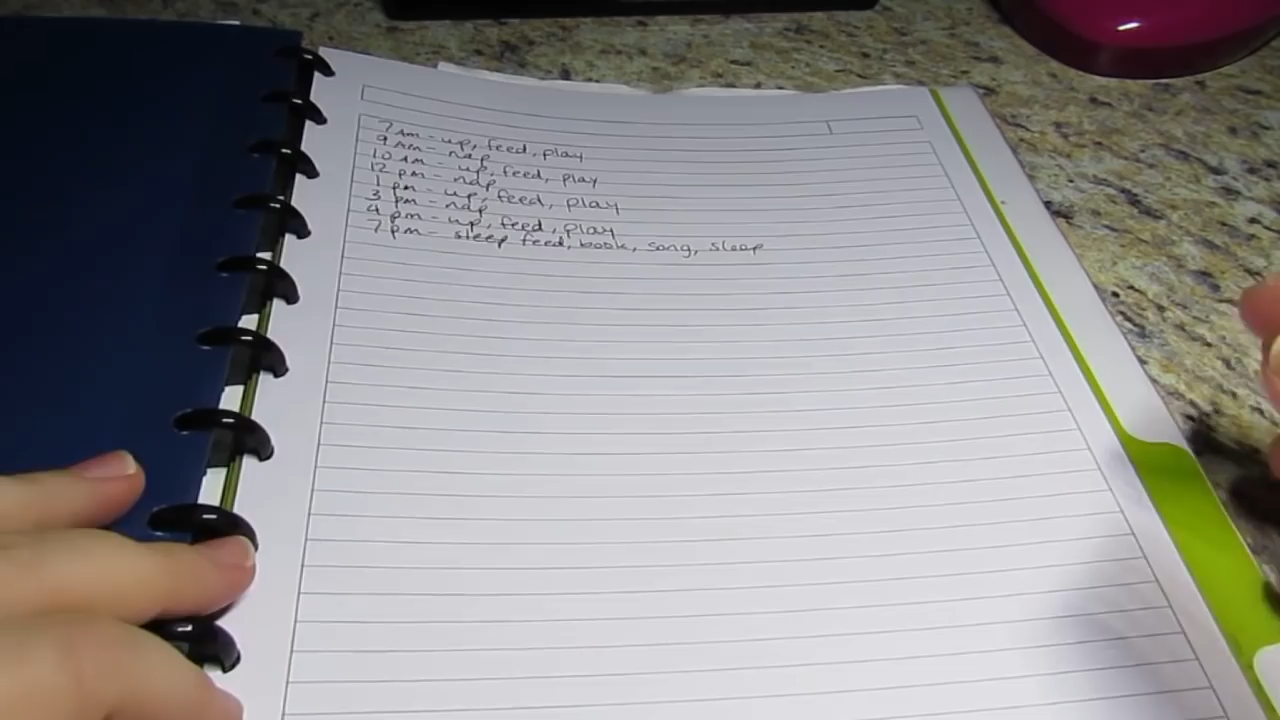 7 AM - up, feed, play
9 AM - nap
10 AM - up, feed, play
12 pm - nap
1 pm - up, feed, play
3 pm - nap
4 pm - up, feed, play
7 pm - sleep feed, book, song, sleep